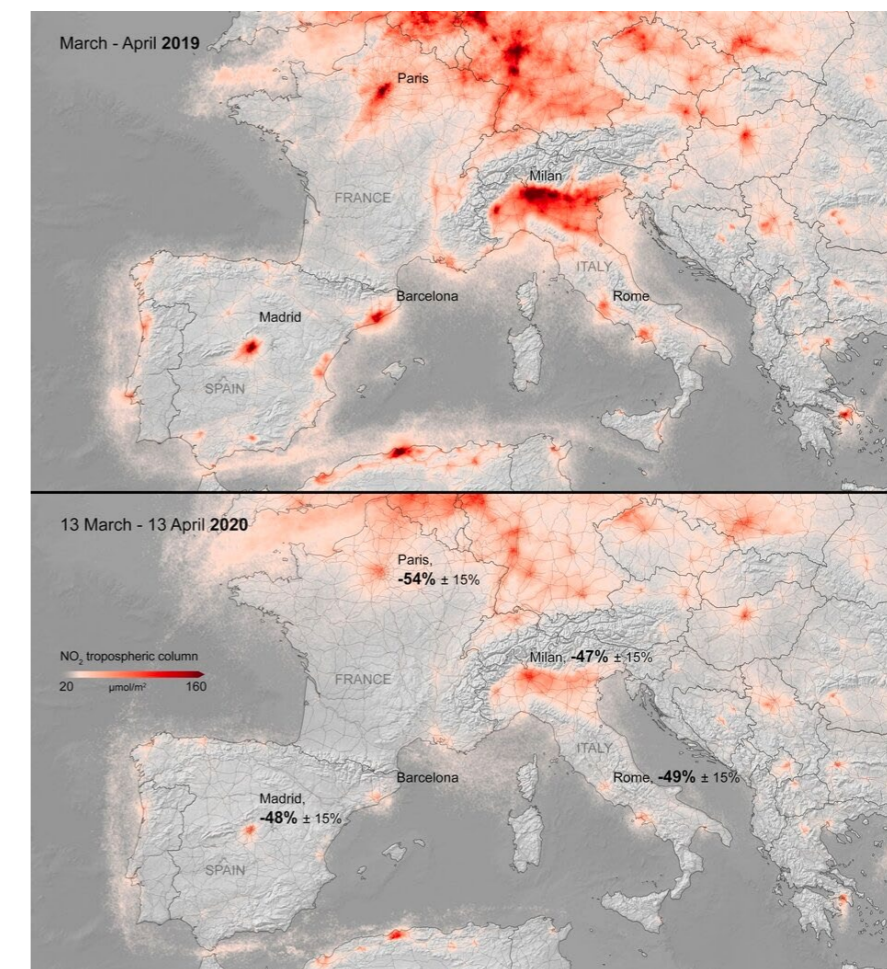 March - April 2019
Paris
Milan
FRANCE
ITALY
Barcelona
Rome
Madrid
SPAIN
13 March - 13 April 2020
Paris,
-54% ± 15%
NO₂ tropospheric column
20 µmol/m² 160
Milan, -47% ± 15%
FRANCE
ITALY
Barcelona
Rome, -49% ± 15%
Madrid,
-48% ± 15%
SPAIN